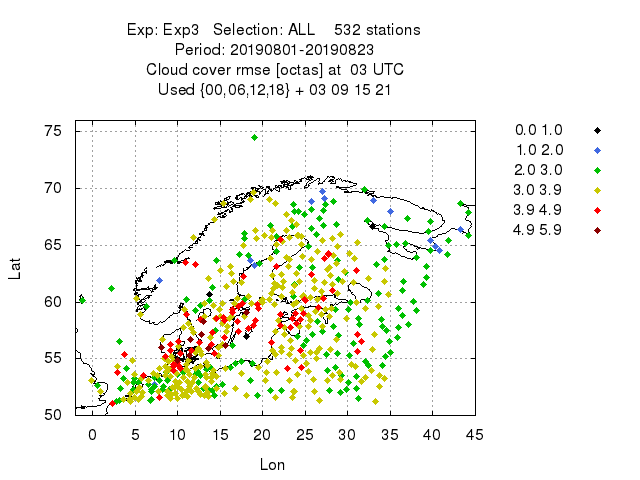 Exp: Exp3 Selection: ALL 532 stations
Period: 20190801-20190823
Cloud cover rmse [octas] at 03 UTC
Used {00,06,12,18} + 03 09 15 21
0.0 1.0
1.0 2.0
2.0 3.0
3.0 3.9
3.9 4.9
4.9 5.9
75
70
65
60
55
50
Lat
0 5 10 15 20 25 30 35 40 45
Lon